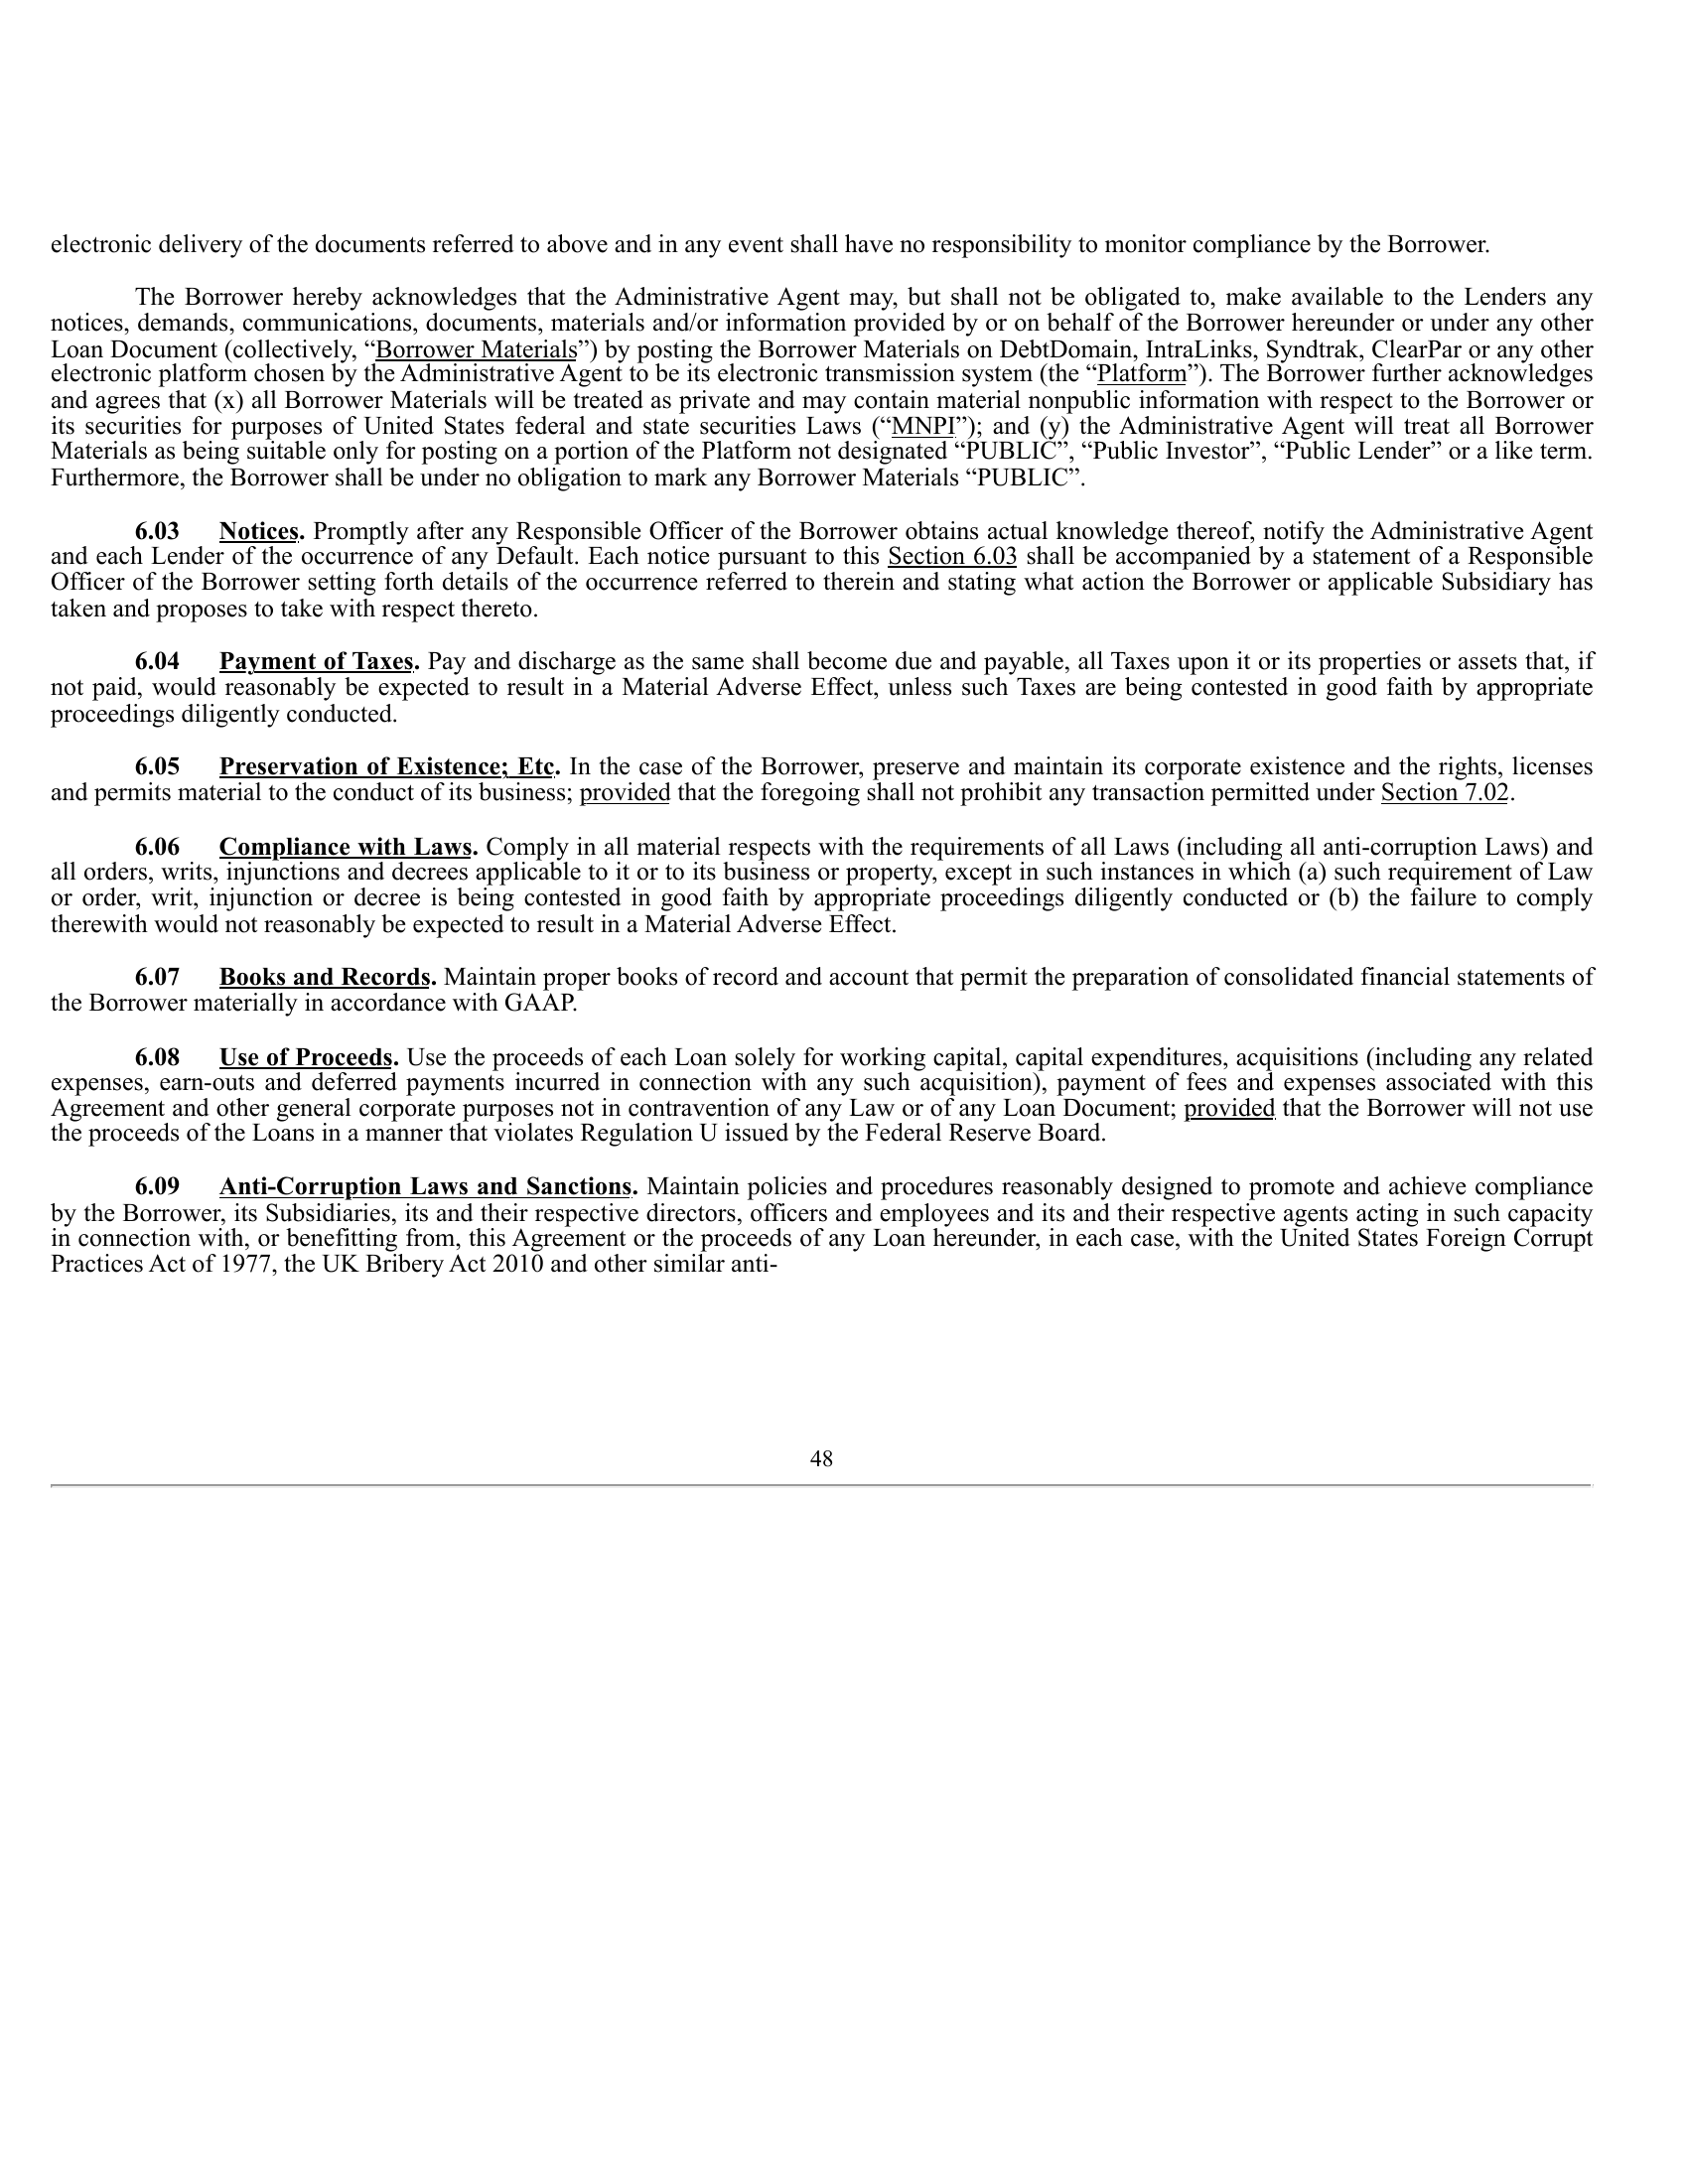 electronic delivery of the documents referred to above and in any event shall have no responsibility to monitor compliance by the Borrower.
The Borrower hereby acknowledges that the Administrative Agent may, but shall not be obligated to, make available to the Lenders any
notices, demands, communications, documents, materials and/or information provided by or on behalf of the Borrower hereunder or under any other
Loan Document (collectively, “Borrower Materials”) by posting the Borrower Materials on DebtDomain, IntraLinks, Syndtrak, ClearPar or any other
electronic platform chosen by the Administrative Agent to be its electronic transmission system (the “Platform”). The Borrower further acknowledges
and agrees that (x) all Borrower Materials will be treated as private and may contain material nonpublic information with respect to the Borrower or
its securities for purposes of United States federal and state securities Laws (“MNPI”); and (y) the Administrative Agent will treat all Borrower
Materials as being suitable only for posting on a portion of the Platform not designated “PUBLIC”, “Public Investor”, “Public Lender” or a like term.
Furthermore, the Borrower shall be under no obligation to mark any Borrower Materials “PUBLIC”.
6.03 Notices. Promptly after any Responsible Officer of the Borrower obtains actual knowledge thereof, notify the Administrative Agent
and each Lender of the occurrence of any Default. Each notice pursuant to this Section 6.03 shall be accompanied by a statement of a Responsible
Officer of the Borrower setting forth details of the occurrence referred to therein and stating what action the Borrower or applicable Subsidiary has
taken and proposes to take with respect thereto.
6.04 Payment of Taxes. Pay and discharge as the same shall become due and payable, all Taxes upon it or its properties or assets that, if
not paid, would reasonably be expected to result in a Material Adverse Effect, unless such Taxes are being contested in good faith by appropriate
proceedings diligently conducted.
6.05 Preservation of Existence; Etc. In the case of the Borrower, preserve and maintain its corporate existence and the rights, licenses
and permits material to the conduct of its business; provided that the foregoing shall not prohibit any transaction permitted under Section 7.02.
6.06 Compliance with Laws. Comply in all material respects with the requirements of all Laws (including all anti-corruption Laws) and
all orders, writs, injunctions and decrees applicable to it or to its business or property, except in such instances in which (a) such requirement of Law
or order, writ, injunction or decree is being contested in good faith by appropriate proceedings diligently conducted or (b) the failure to comply
therewith would not reasonably be expected to result in a Material Adverse Effect.
6.07 Books and Records. Maintain proper books of record and account that permit the preparation of consolidated financial statements of
the Borrower materially in accordance with GAAP.
6.08 Use of Proceeds. Use the proceeds of each Loan solely for working capital, capital expenditures, acquisitions (including any related
expenses, earn-outs and deferred payments incurred in connection with any such acquisition), payment of fees and expenses associated with this
Agreement and other general corporate purposes not in contravention of any Law or of any Loan Document; provided that the Borrower will not use
the proceeds of the Loans in a manner that violates Regulation U issued by the Federal Reserve Board.
6.09 Anti-Corruption Laws and Sanctions. Maintain policies and procedures reasonably designed to promote and achieve compliance
by the Borrower, its Subsidiaries, its and their respective directors, officers and employees and its and their respective agents acting in such capacity
in connection with, or benefitting from, this Agreement or the proceeds of any Loan hereunder, in each case, with the United States Foreign Corrupt
Practices Act of 1977, the UK Bribery Act 2010 and other similar anti-
48